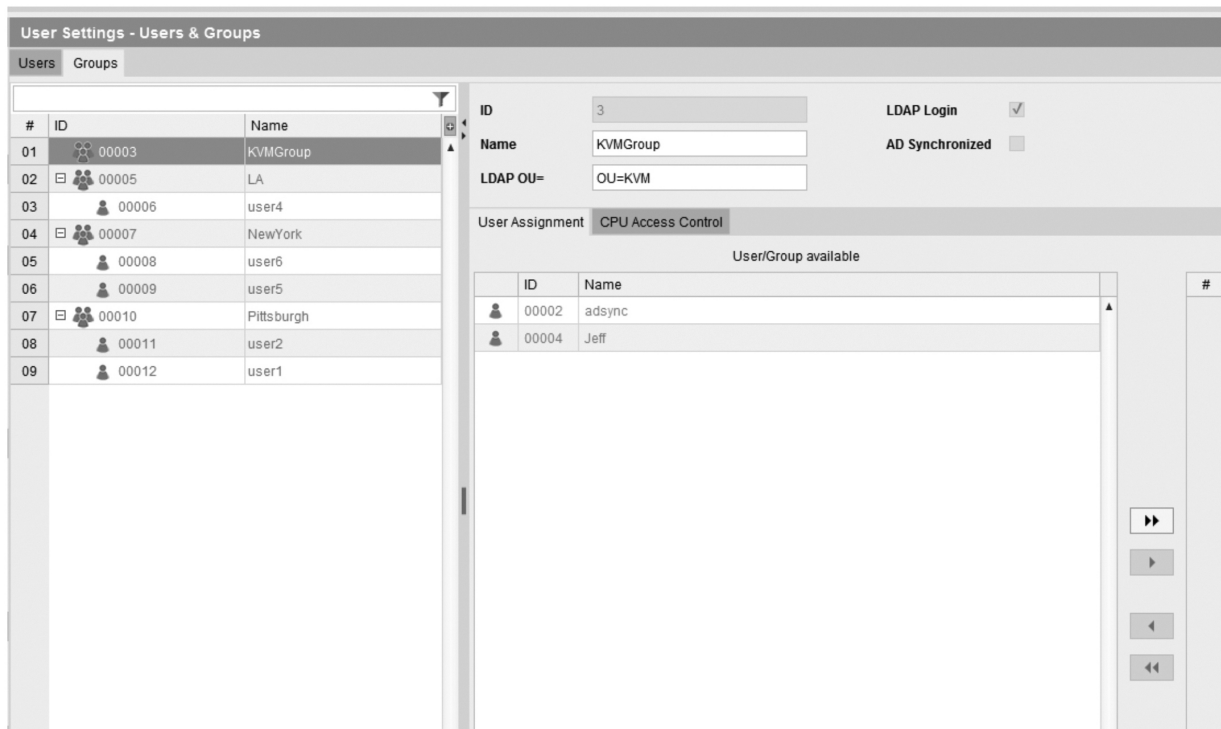 User Settings - Users & Groups
Users Groups
# ID Name
01 00003 KVMGroup
02 00005 LA
03 00006 user4
04 00007 NewYork
05 00008 user6
06 00009 user5
07 00010 Pittsburgh
08 00011 user2
09 00012 user1
ID 3 LDAP Login
Name KVMGroup AD Synchronized
LDAP OU= OU=KVM
User Assignment CPU Access Control
User/Group available
ID Name #
00002 adsync
00004 Jeff